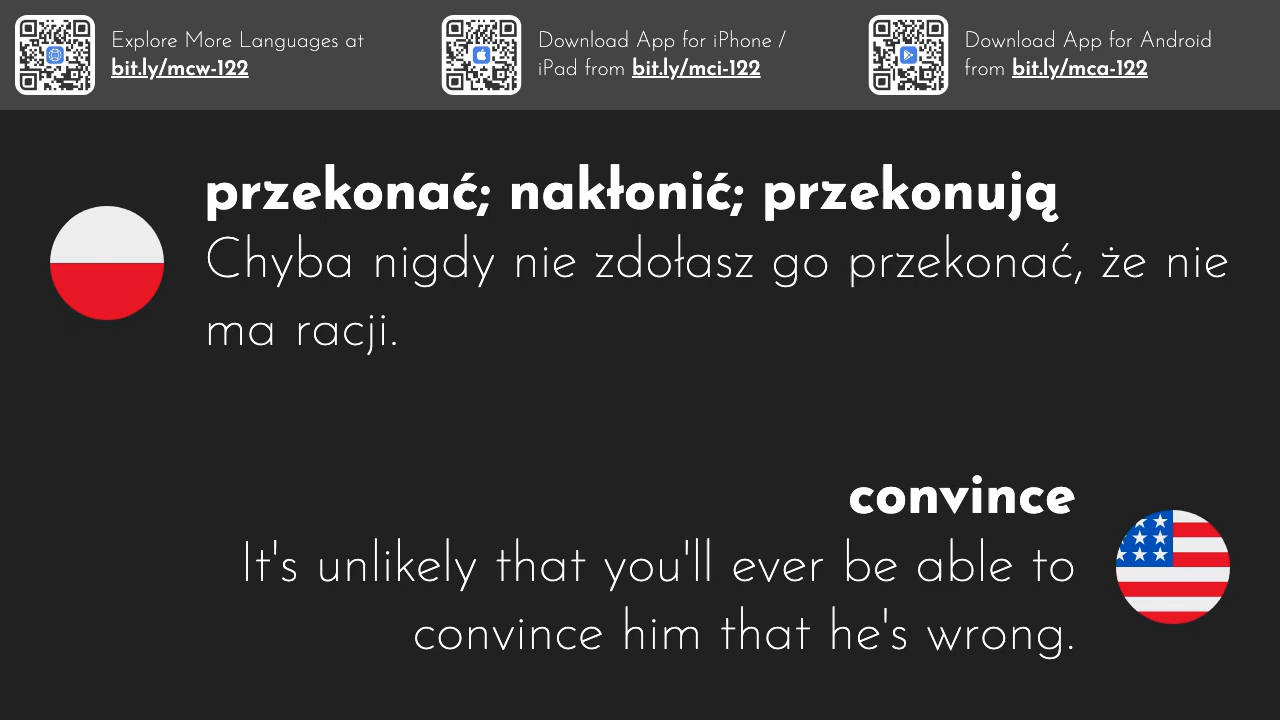 Explore More Languages at
bit.ly/mcw-122
Download App for iPhone /
iPad from bit.ly/mci-122
Download App for Android
from bit.ly/mca-122
przekonać; nakłonić; przekonują
Chyba nigdy nie zdołasz go przekonać, że nie
ma racji.
convince
It's unlikely that you'll ever be able to
convince him that he's wrong.